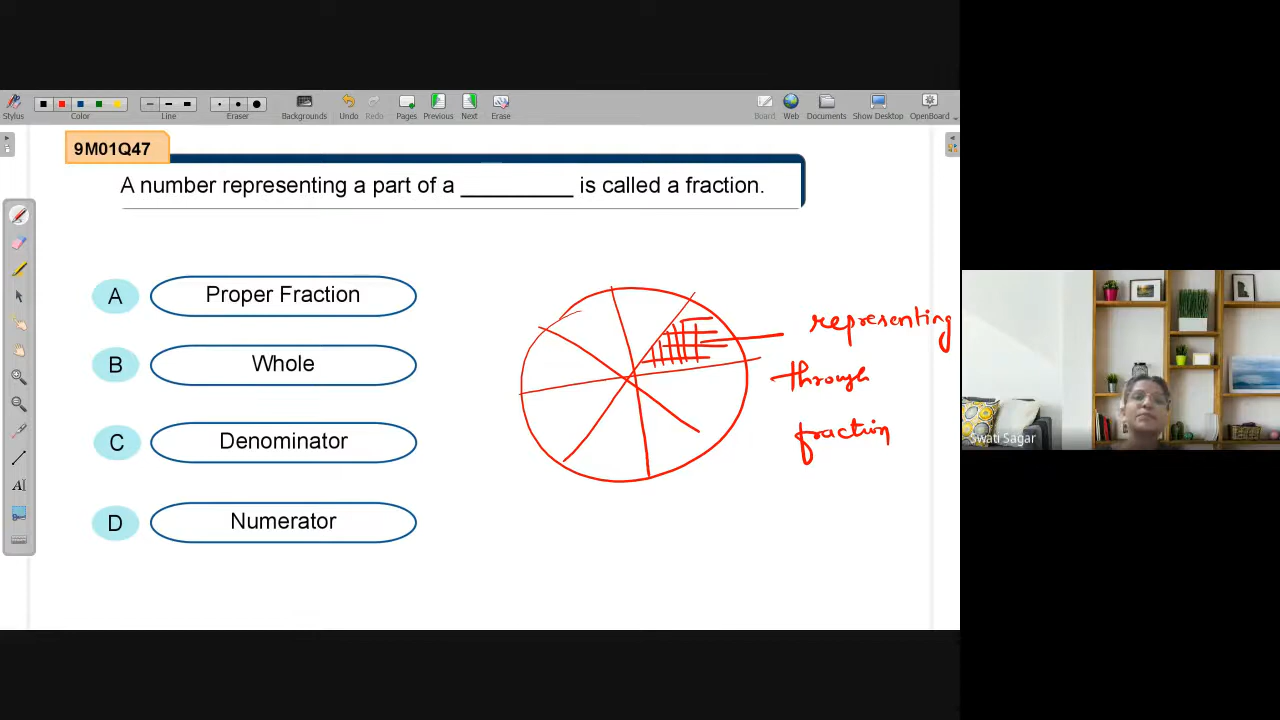 Stylus
Color
Line
Eraser
Backgrounds
Undo
Redo
Pages
Previous
Next
Erase
Board
Web
Documents
Show Desktop
OpenBoard
9M01Q47
A number representing a part of a _________ is called a fraction.
A Proper Fraction
B Whole
C Denominator
D Numerator
representing
through
fraction
Swati Sagar